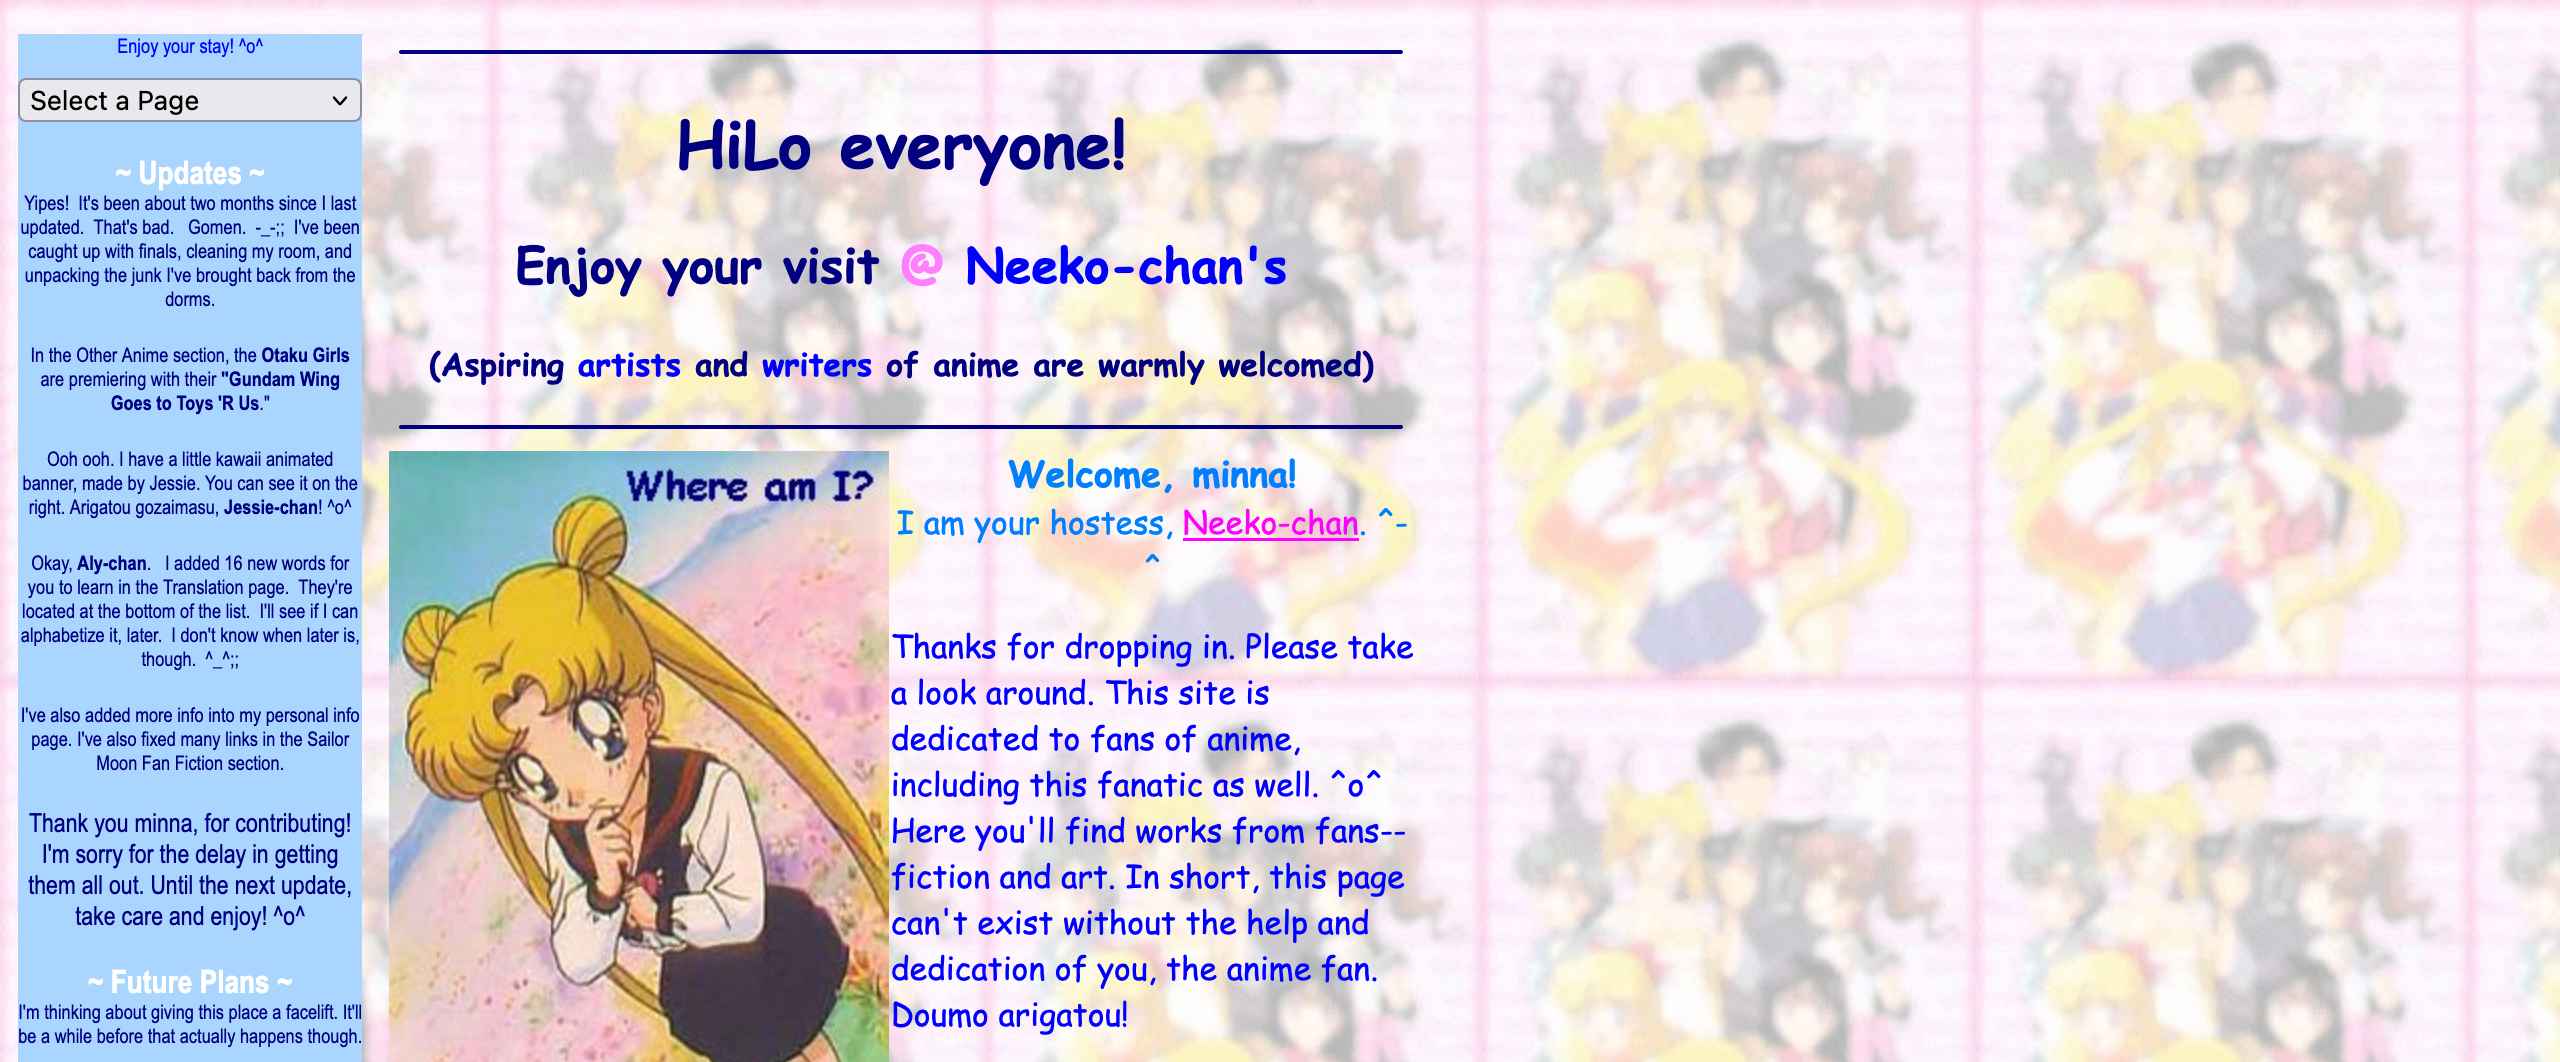 Enjoy your stay! ^o^
Select a Page
~ Updates ~
Yipes!  It's been about two months since I last
updated.  That's bad.   Gomen.  -_-;;  I've been
caught up with finals, cleaning my room, and
unpacking the junk I've brought back from the
dorms.
In the Other Anime section, the Otaku Girls
are premiering with their "Gundam Wing
Goes to Toys 'R Us."
Ooh ooh. I have a little kawaii animated
banner, made by Jessie. You can see it on the
right. Arigatou gozaimasu, Jessie-chan! ^o^
Okay, Aly-chan.   I added 16 new words for
you to learn in the Translation page.  They're
located at the bottom of the list.  I'll see if I can
alphabetize it, later.  I don't know when later is,
though.  ^_^;;
I've also added more info into my personal info
page. I've also fixed many links in the Sailor
Moon Fan Fiction section.
Thank you minna, for contributing!
I'm sorry for the delay in getting
them all out. Until the next update,
take care and enjoy! ^o^
~ Future Plans ~
I'm thinking about giving this place a facelift. It'll
be a while before that actually happens though.
HiLo everyone!
Enjoy your visit @ Neeko-chan's
(Aspiring artists and writers of anime are warmly welcomed)
Where am I?
Welcome, minna!
I am your hostess, Neeko-chan. ^-
^
Thanks for dropping in. Please take
a look around. This site is
dedicated to fans of anime,
including this fanatic as well. ^o^
Here you'll find works from fans--
fiction and art. In short, this page
can't exist without the help and
dedication of you, the anime fan.
Doumo arigatou!